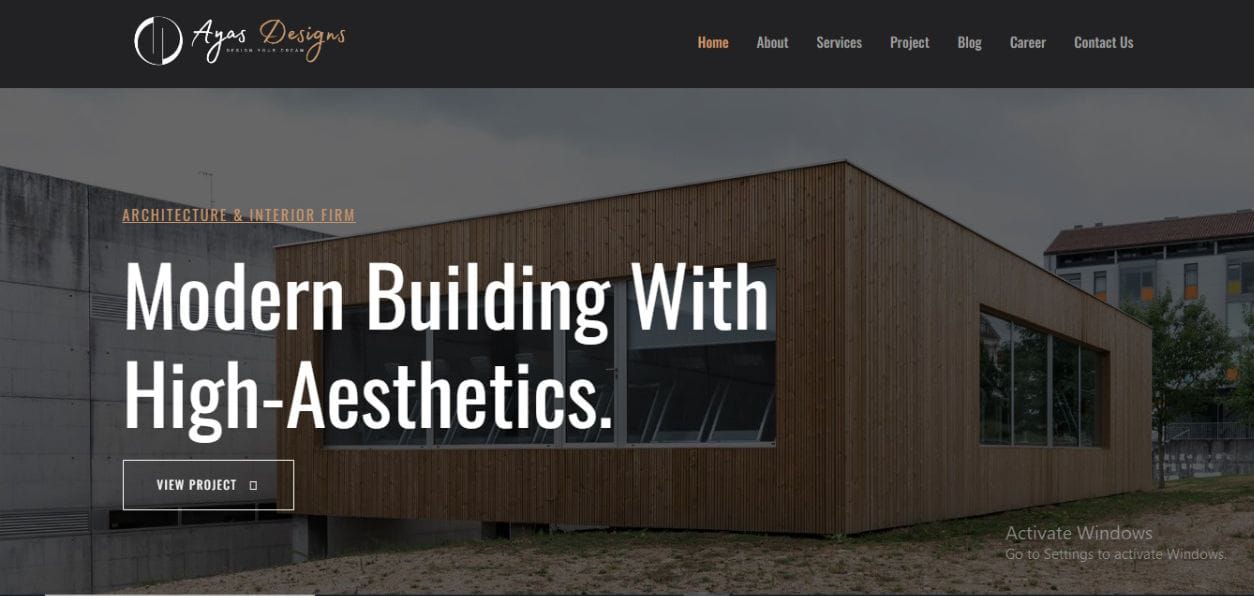 Ayas Designs
DESIGN YOUR DREAM
Home About Services Project Blog Career Contact Us
ARCHITECTURE & INTERIOR FIRM
Modern Building With
High-Aesthetics.
VIEW PROJECT
Activate Windows
Go to Settings to activate Windows.